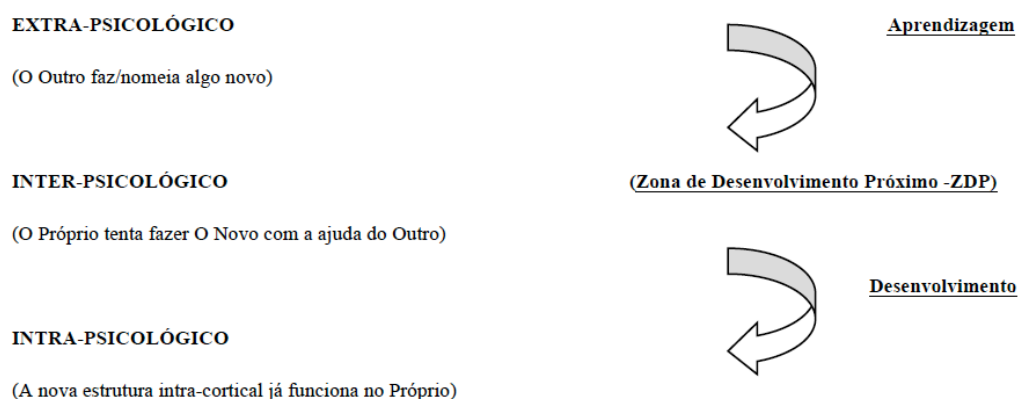 EXTRA-PSICOLÓGICO
Aprendizagem
(O Outro faz/nomeia algo novo)
INTER-PSICOLÓGICO
(Zona de Desenvolvimento Próximo -ZDP)
(O Próprio tenta fazer O Novo com a ajuda do Outro)
Desenvolvimento
INTRA-PSICOLÓGICO
(A nova estrutura intra-cortical já funciona no Próprio)